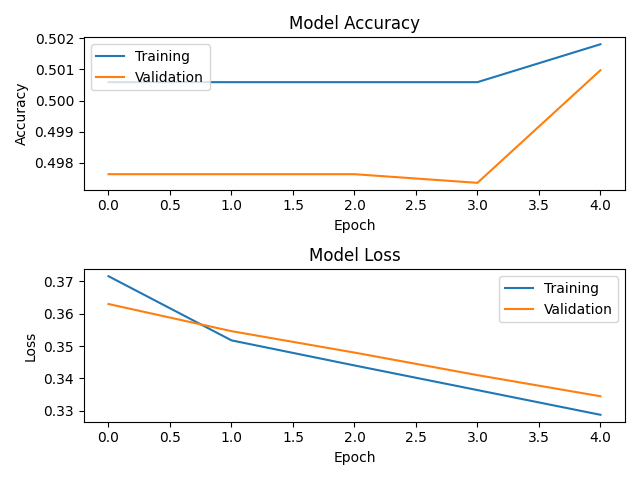 Model Accuracy
0.502
0.501
0.500
0.499
0.498
Accuracy
Training
Validation
0.0 0.5 1.0 1.5 2.0 2.5 3.0 3.5 4.0
Epoch
Model Loss
0.37
0.36
0.35
0.34
0.33
Loss
Training
Validation
0.0 0.5 1.0 1.5 2.0 2.5 3.0 3.5 4.0
Epoch